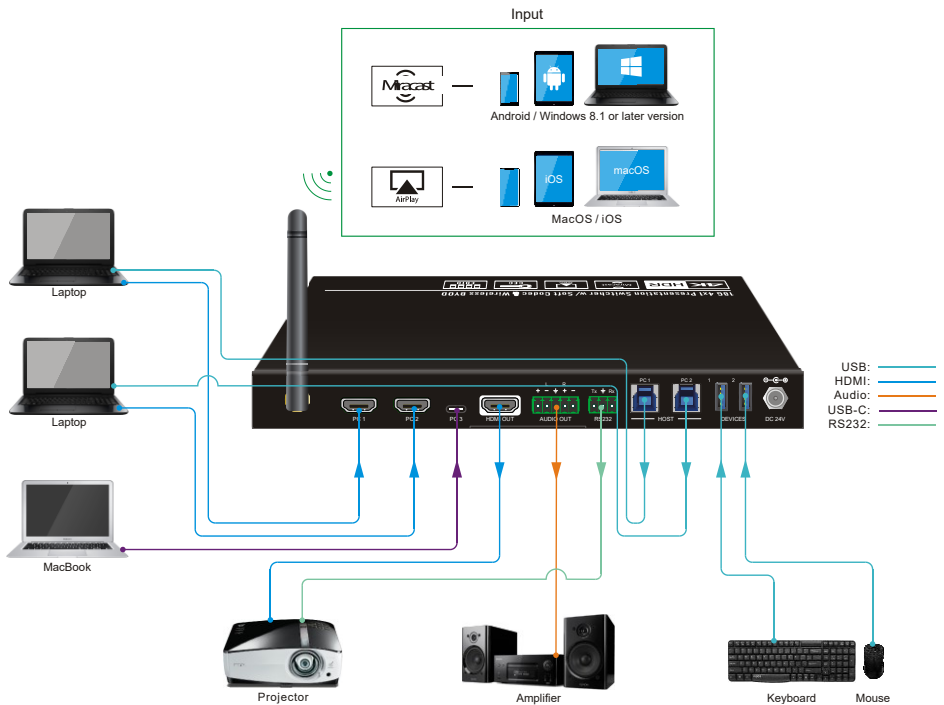 Input
Miracast
Android / Windows 8.1 or later version
AirPlay
iOS
macOS
MacOS / iOS
Laptop
Laptop
MacBook
18G 4x1 Presentation Switcher w/ Soft Codec & Wireless BYOD
4K HDR
PC 1
PC 2
PC 3
HDMI OUT
L R
+ - + -
AUDIO OUT
Tx Rx
RS232
PC 1
PC 2
HOST
1 2
DEVICES
DC 24V
USB:
HDMI:
Audio:
USB-C:
RS232:
Projector
Amplifier
Keyboard
Mouse